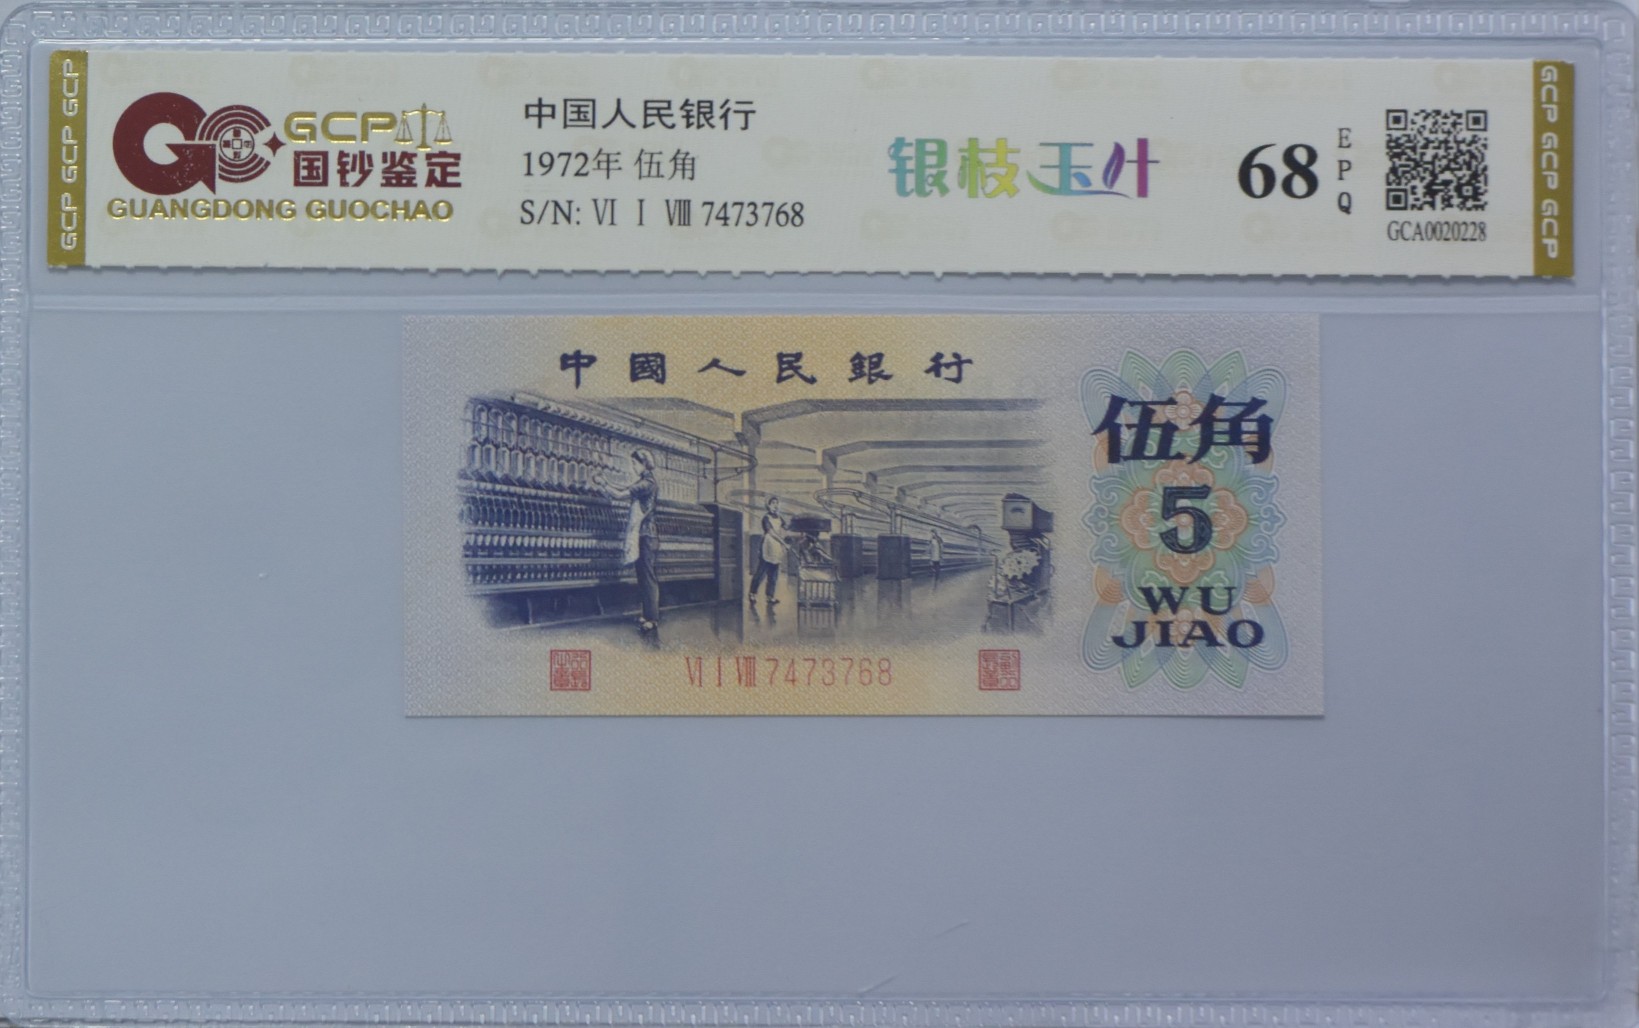 GCP GCP GCP
GCP
国钞鉴定
GUANGDONG GUOCHAO
中国人民银行
1972年 伍角
S/N: Ⅵ Ⅰ Ⅷ 7473768
银枝玉叶
68
EPQ
GCA0020228
GCP GCP GCP
中國人民銀行
伍角
5
WU
JIAO
Ⅵ Ⅰ Ⅷ 7473768